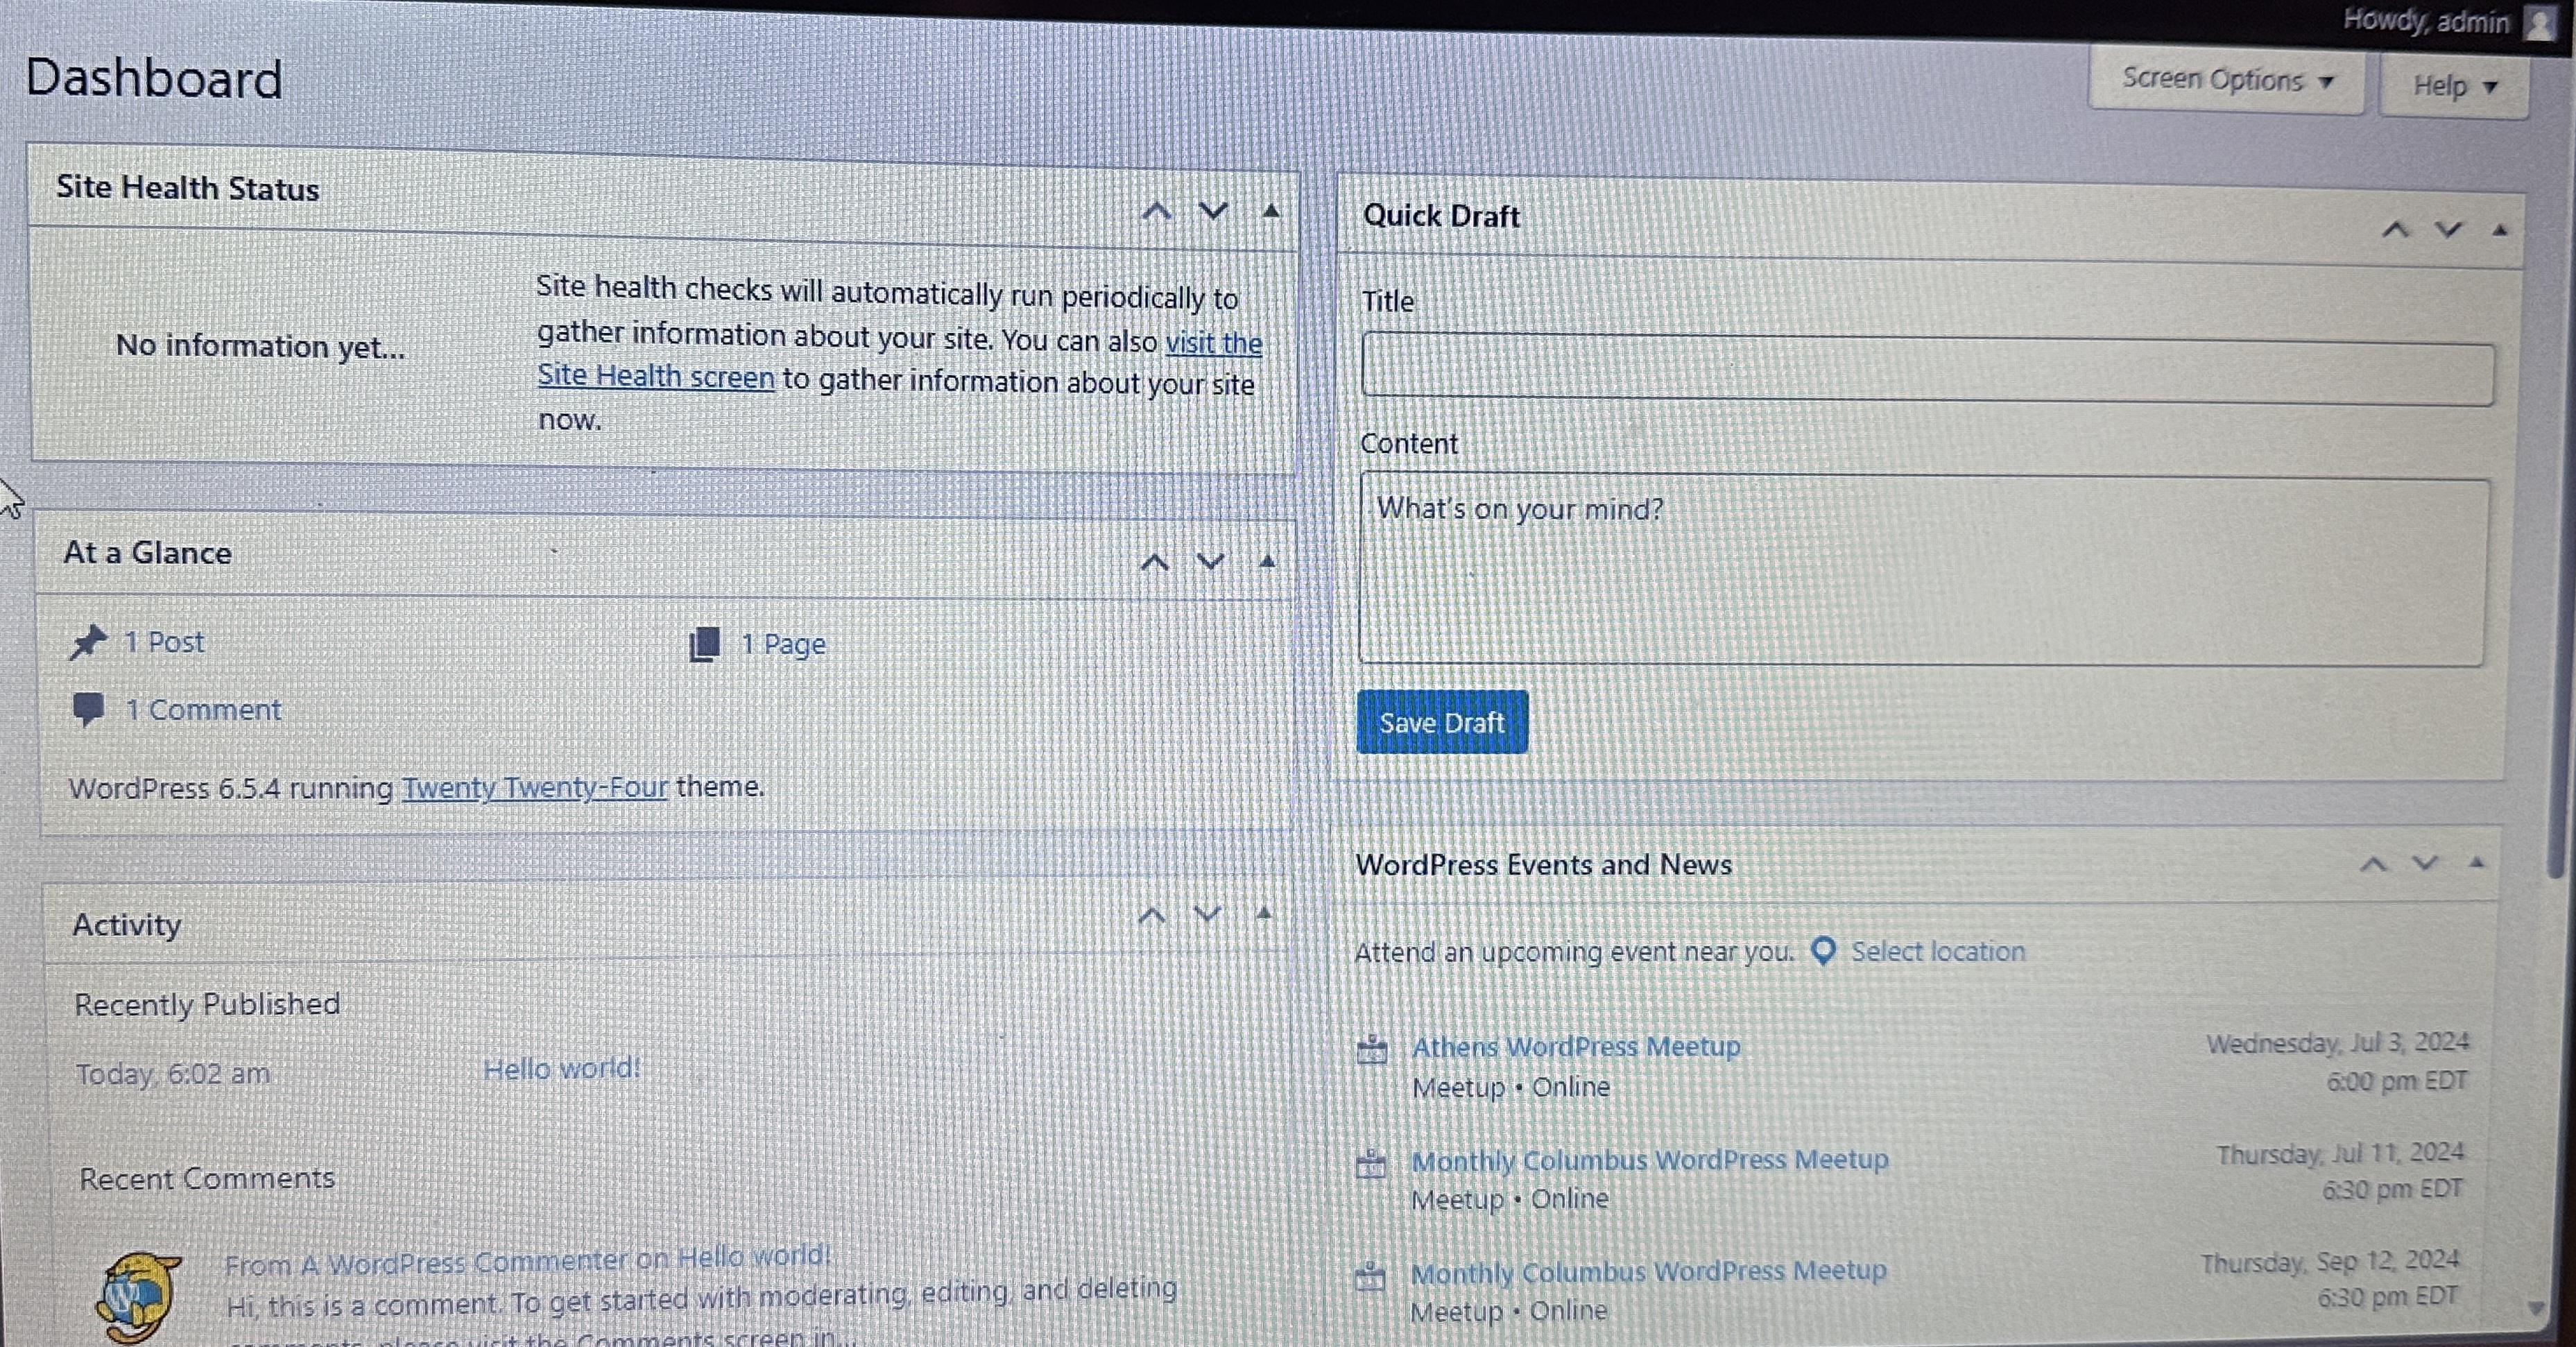 Howdy, admin
Dashboard
Screen Options
Help
Site Health Status
No information yet...
Site health checks will automatically run periodically to
gather information about your site. You can also visit the
Site Health screen to gather information about your site
now.
At a Glance
1 Post
1 Page
1 Comment
WordPress 6.5.4 running Twenty Twenty-Four theme.
Activity
Recently Published
Today, 6:02 am
Hello world!
Recent Comments
From A WordPress Commenter on Hello world!
Hi, this is a comment. To get started with moderating, editing, and deleting
comments, please visit the Comments screen in...
Quick Draft
Title
Content
What's on your mind?
Save Draft
WordPress Events and News
Attend an upcoming event near you.
Select location
Athens WordPress Meetup
Meetup • Online
Wednesday, Jul 3, 2024
6:00 pm EDT
Monthly Columbus WordPress Meetup
Meetup • Online
Thursday, Jul 11, 2024
6:30 pm EDT
Monthly Columbus WordPress Meetup
Meetup • Online
Thursday, Sep 12, 2024
6:30 pm EDT